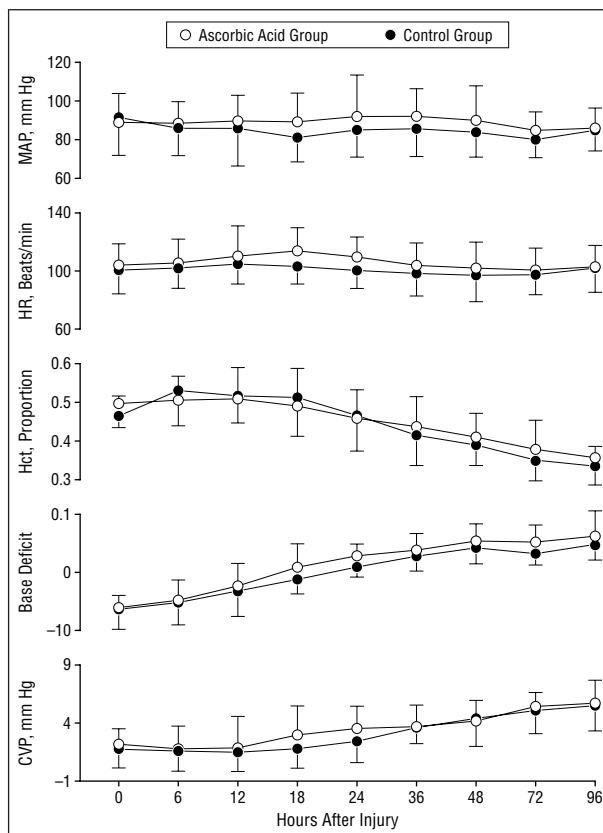 Ascorbic Acid Group Control Group
MAP, mm Hg
120
100
80
60
HR, Beats/min
140
100
60
Hct, Proportion
0.6
0.5
0.4
0.3
Base Deficit
0.1
0
–10
CVP, mm Hg
9
4
–1
0 6 12 18 24 36 48 72 96
Hours After Injury